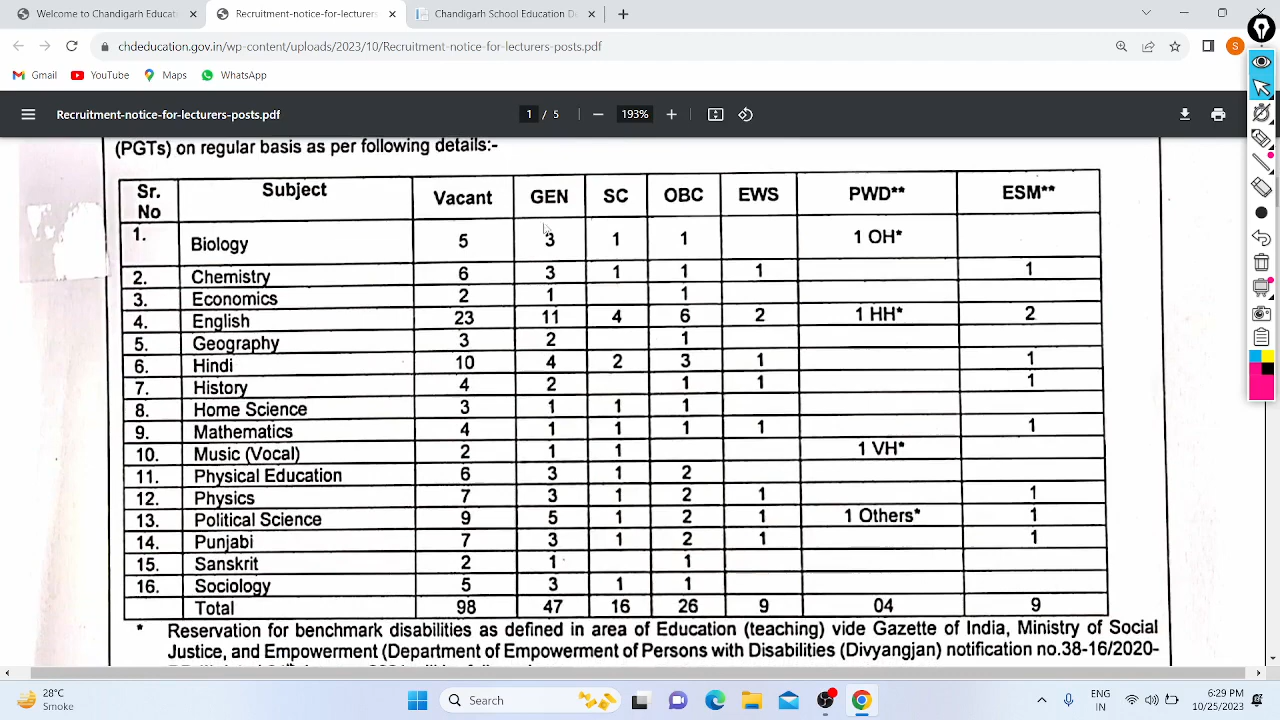 Welcome to Chandigarh Educati
Recruitment-notice-for-lecturers-
Chandigarh School Education De
chdeducation.gov.in/wp-content/uploads/2023/10/Recruitment-notice-for-lecturers-posts.pdf
S
Gmail YouTube Maps WhatsApp
Recruitment-notice-for-lecturers-posts.pdf 1 / 5 193%
(PGTs) on regular basis as per following details:-
Sr. No Subject Vacant GEN SC OBC EWS PWD** ESM**
1. Biology 5 3 1 1 1 OH*
2. Chemistry 6 3 1 1 1 1
3. Economics 2 1 1
4. English 23 11 4 6 2 1 HH* 2
5. Geography 3 2 1
6. Hindi 10 4 2 3 1 1
7. History 4 2 1 1 1
8. Home Science 3 1 1 1
9. Mathematics 4 1 1 1 1 1
10. Music (Vocal) 2 1 1 1 VH*
11. Physical Education 6 3 1 2
12. Physics 7 3 1 2 1 1
13. Political Science 9 5 1 2 1 1 Others* 1
14. Punjabi 7 3 1 2 1 1
15. Sanskrit 2 1 1
16. Sociology 5 3 1 1
Total 98 47 16 26 9 04 9
* Reservation for benchmark disabilities as defined in area of Education (teaching) vide Gazette of India, Ministry of Social
Justice, and Empowerment (Department of Empowerment of Persons with Disabilities (Divyangjan) notification no.38-16/2020-
28°C
Smoke
Search
ENG
IN
6:29 PM
10/25/2023